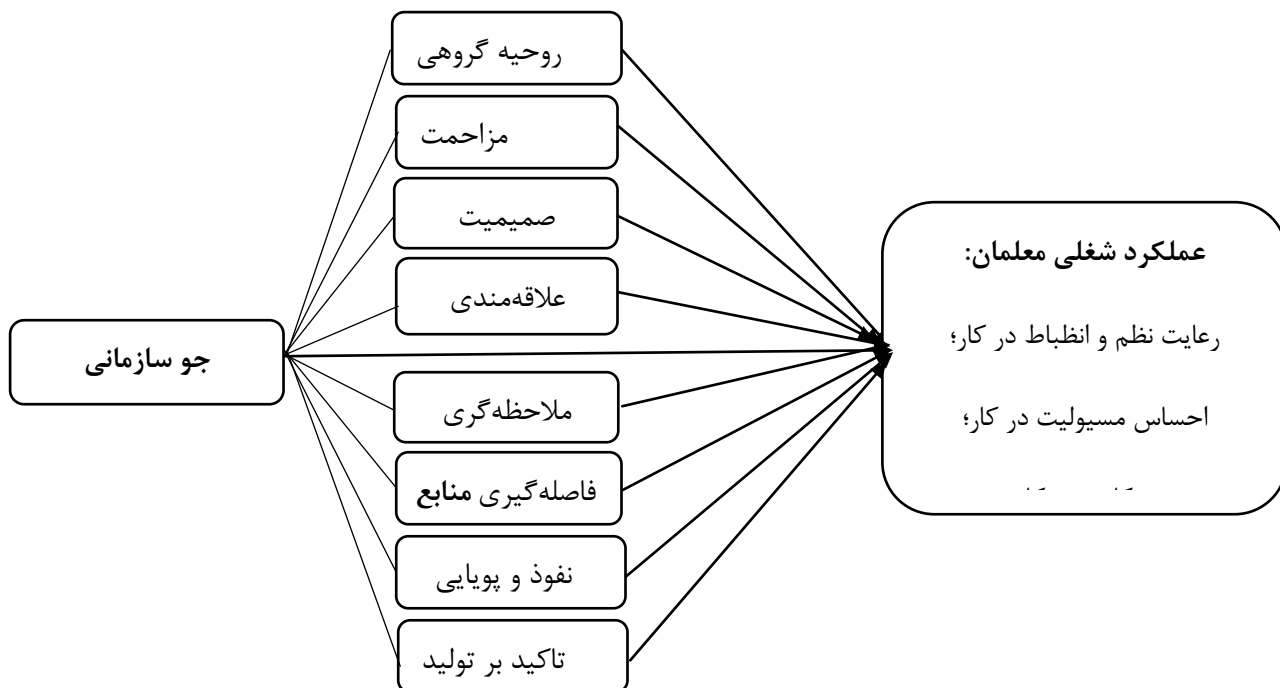 روحیه گروهی
مزاحمت
صمیمیت
علاقه‌مندی
جو سازمانی
ملاحظه‌گری
فاصله‌گیری منابع
نفوذ و پویایی
تاکید بر تولید
عملکرد شغلی معلمان:
رعایت نظم و انظباط در کار؛
احساس مسیولیت در کار؛